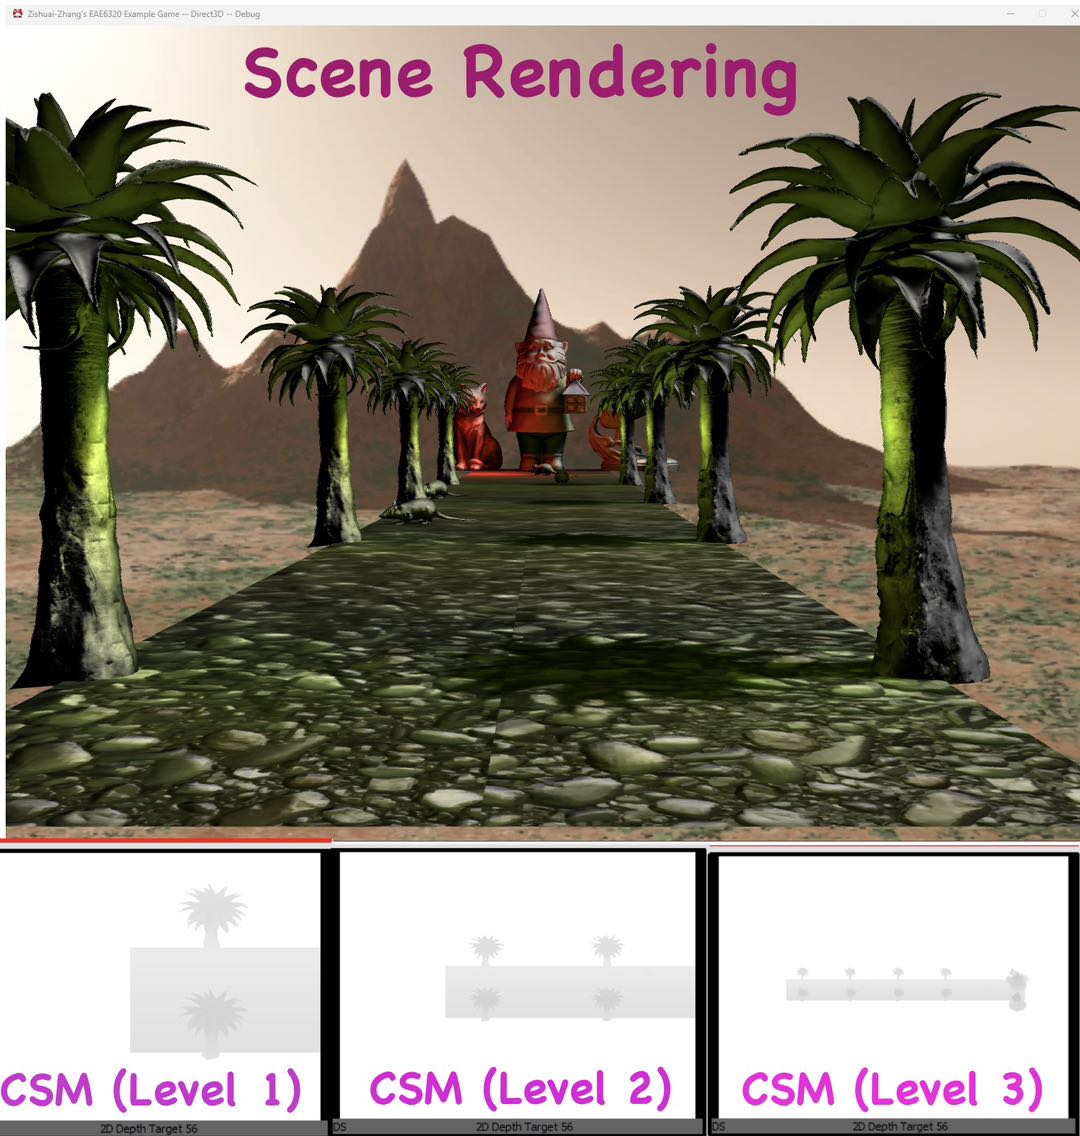 Zishuai-Zhang's EAE6320 Example Game -- Direct3D -- Debug
Scene Rendering
CSM (Level 1)
CSM (Level 2)
CSM (Level 3)
2D Depth Target 56
DS
2D Depth Target 56
DS
2D Depth Target 56